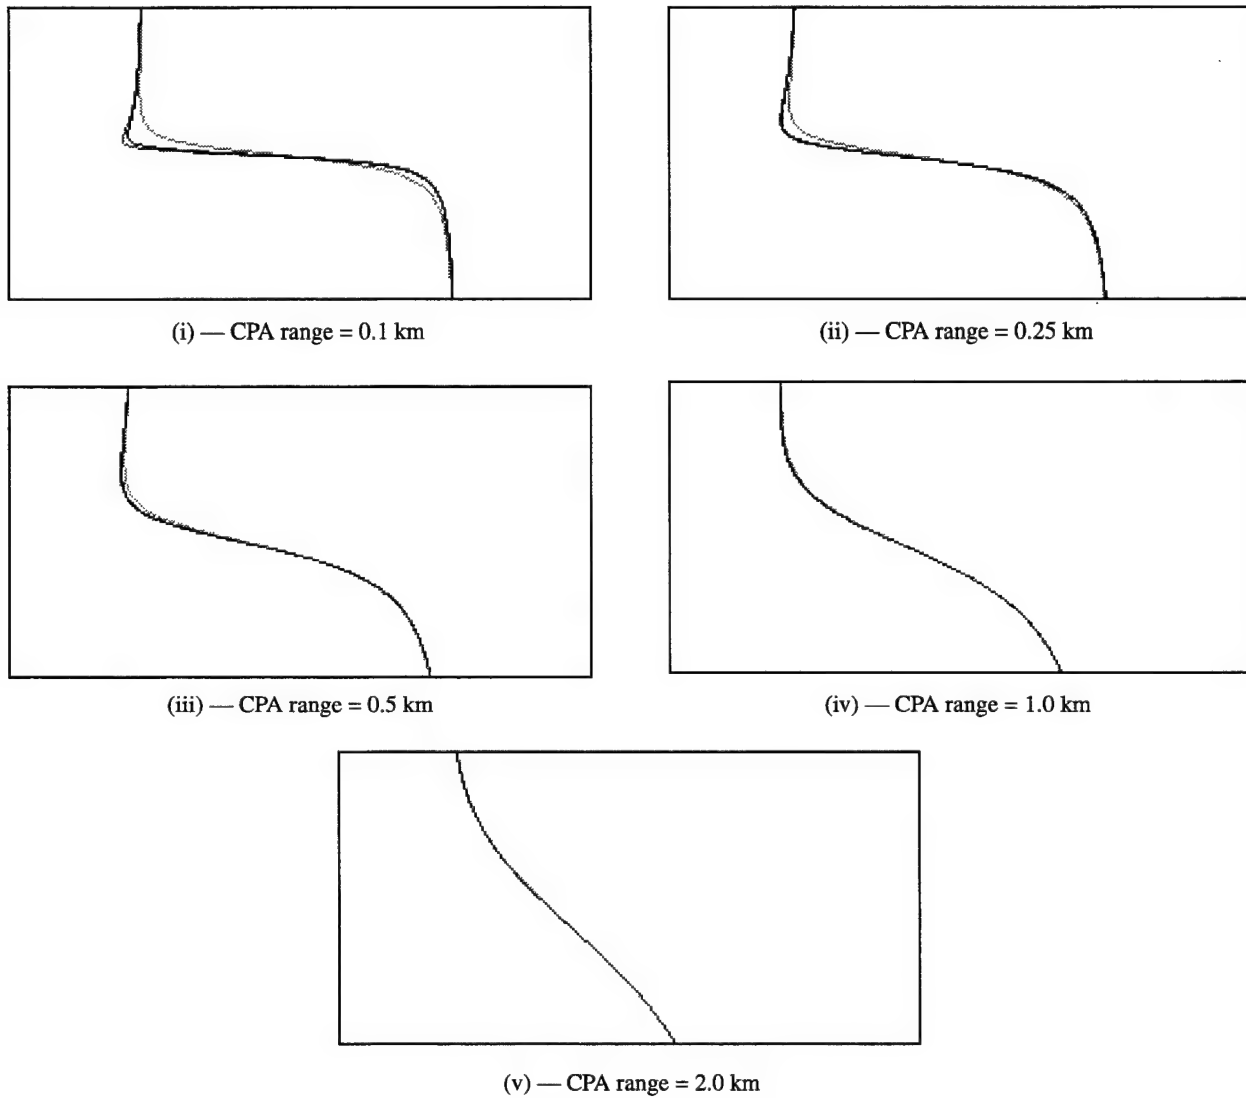 (i) — CPA range = 0.1 km
(ii) — CPA range = 0.25 km
(iii) — CPA range = 0.5 km
(iv) — CPA range = 1.0 km
(v) — CPA range = 2.0 km